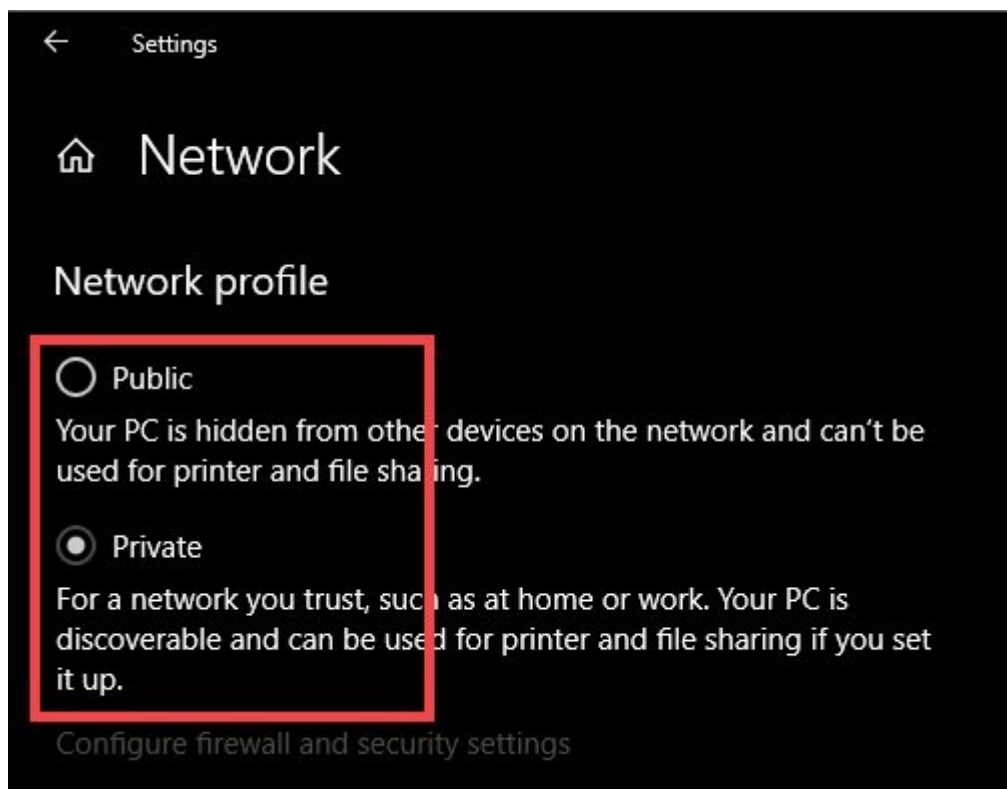 Settings
Network
Network profile
Public
Your PC is hidden from other devices on the network and can't be
used for printer and file sharing.
Private
For a network you trust, such as at home or work. Your PC is
discoverable and can be used for printer and file sharing if you set
it up.
Configure firewall and security settings